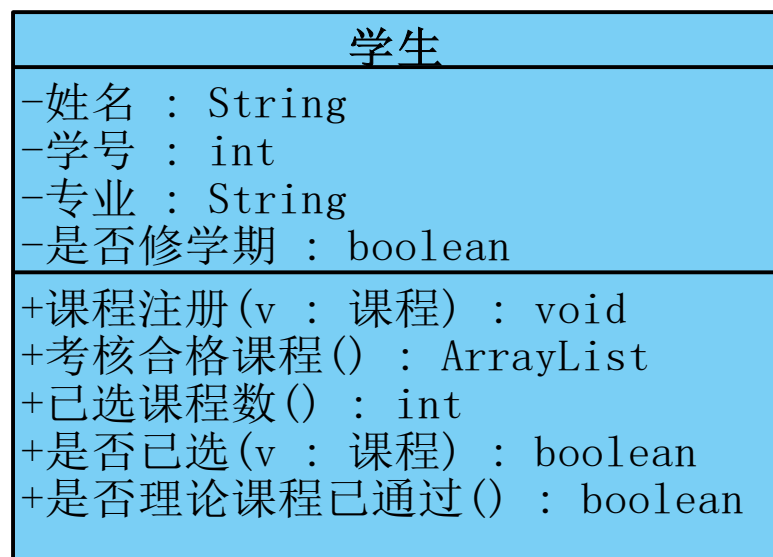 学生
-姓名 : String
-学号 : int
-专业 : String
-是否修学期 : boolean
+课程注册(v : 课程) : void
+考核合格课程() : ArrayList
+已选课程数() : int
+是否已选(v : 课程) : boolean
+是否理论课程已通过() : boolean